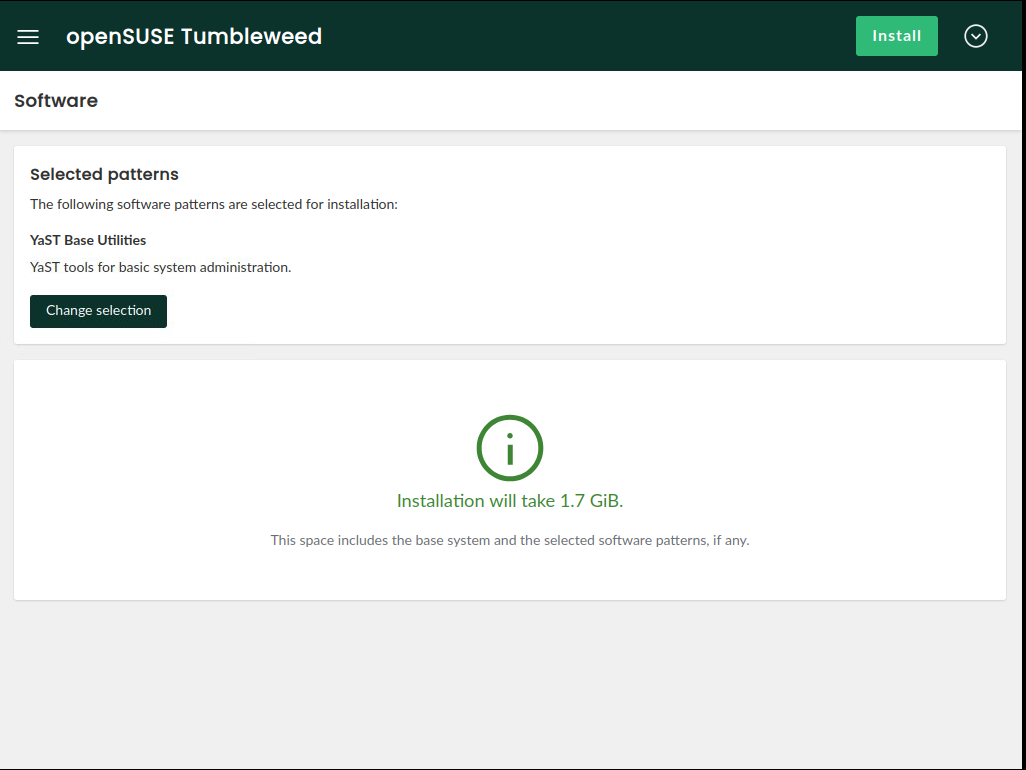 openSUSE Tumbleweed
Install
Software
Selected patterns
The following software patterns are selected for installation:
YaST Base Utilities
YaST tools for basic system administration.
Change selection
Installation will take 1.7 GiB.
This space includes the base system and the selected software patterns, if any.